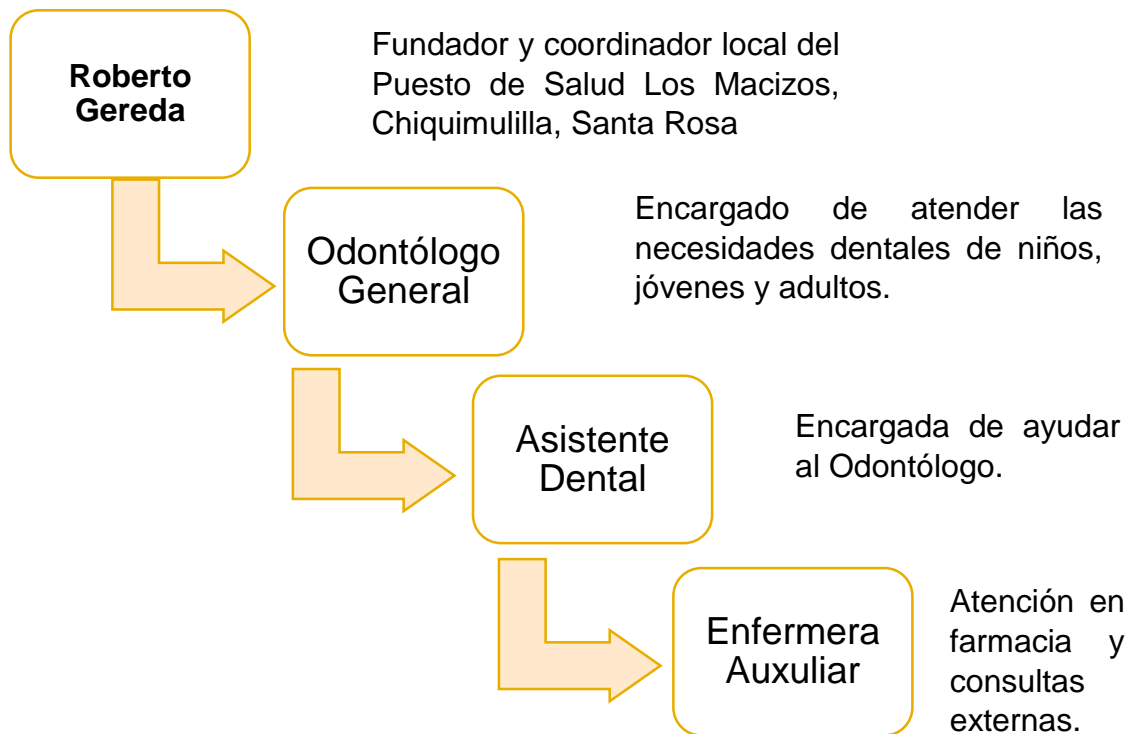 Roberto
Gereda
Fundador y coordinador local del
Puesto de Salud Los Macizos,
Chiquimulilla, Santa Rosa
Odontólogo
General
Encargado de atender las
necesidades dentales de niños,
jóvenes y adultos.
Asistente
Dental
Encargada de ayudar
al Odontólogo.
Enfermera
Auxuliar
Atención en
farmacia y
consultas
externas.